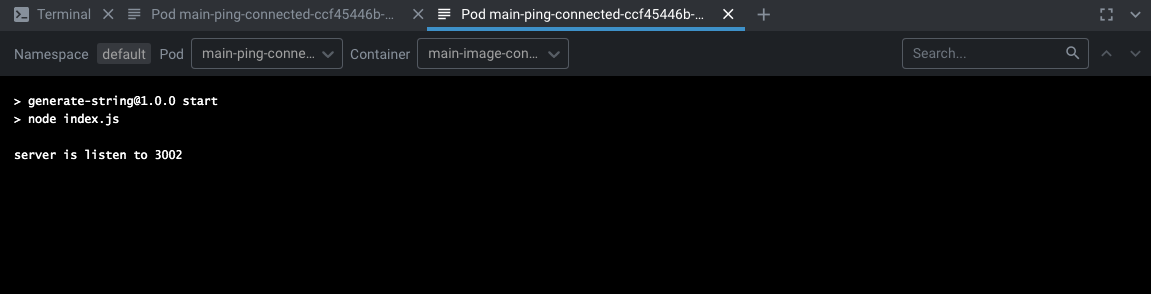 Terminal Pod main-ping-connected-ccf45446b-... Pod main-ping-connected-ccf45446b-...
Namespace default Pod main-ping-conne... Container main-image-con... Search...
> generate-string@1.0.0 start
> node index.js
server is listen to 3002